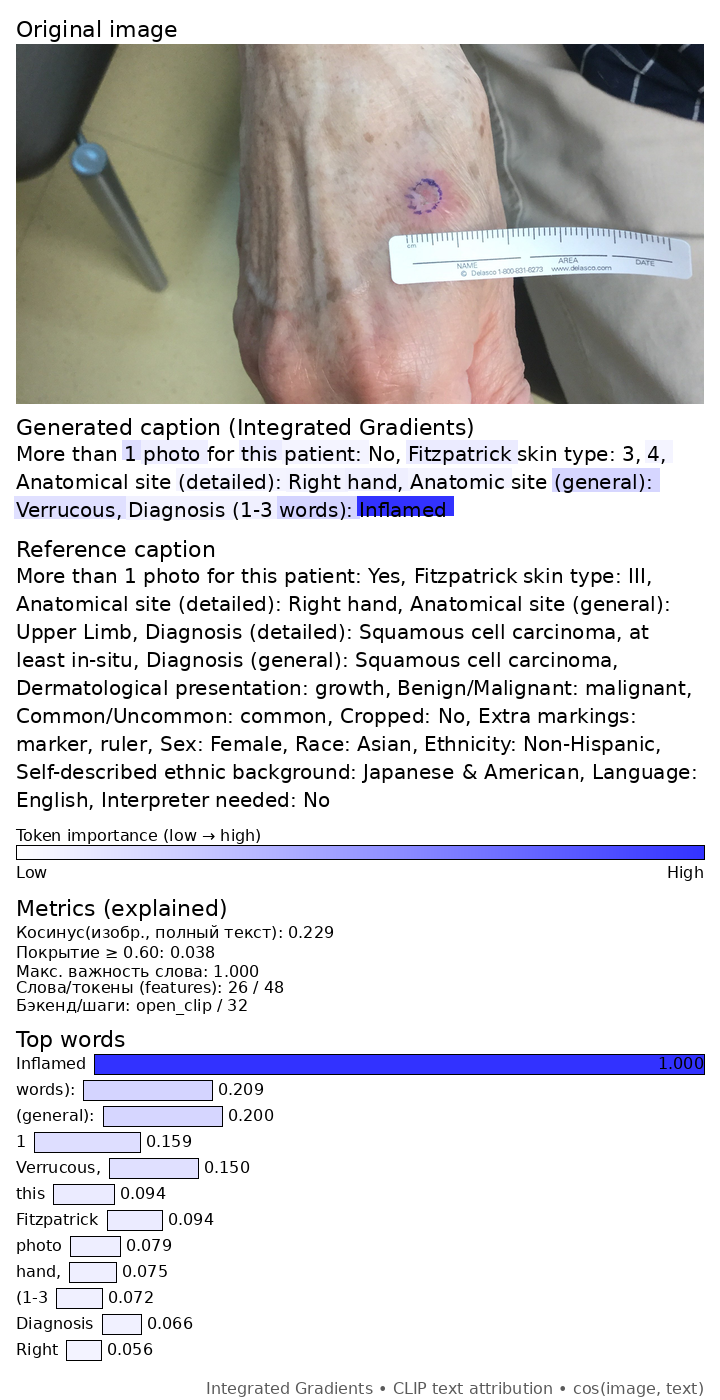 Original image
cm
NAME
AREA
DATE
© Delasco 1-800-831-6273 www.delasco.com
Generated caption (Integrated Gradients)
More than 1 photo for this patient: No, Fitzpatrick skin type: 3, 4,
Anatomical site (detailed): Right hand, Anatomic site (general):
Verrucous, Diagnosis (1-3 words): Inflamed
Reference caption
More than 1 photo for this patient: Yes, Fitzpatrick skin type: III,
Anatomical site (detailed): Right hand, Anatomical site (general):
Upper Limb, Diagnosis (detailed): Squamous cell carcinoma, at
least in-situ, Diagnosis (general): Squamous cell carcinoma,
Dermatological presentation: growth, Benign/Malignant: malignant,
Common/Uncommon: common, Cropped: No, Extra markings:
marker, ruler, Sex: Female, Race: Asian, Ethnicity: Non-Hispanic,
Self-described ethnic background: Japanese & American, Language:
English, Interpreter needed: No
Token importance (low → high)
Low High
Metrics (explained)
Косинус(изобр., полный текст): 0.229
Покрытие ≥ 0.60: 0.038
Макс. важность слова: 1.000
Слова/токены (features): 26 / 48
Бэкенд/шаги: open_clip / 32
Top words
Inflamed 1.000
words): 0.209
(general): 0.200
1 0.159
Verrucous, 0.150
this 0.094
Fitzpatrick 0.094
photo 0.079
hand, 0.075
(1-3 0.072
Diagnosis 0.066
Right 0.056
Integrated Gradients • CLIP text attribution • cos(image, text)